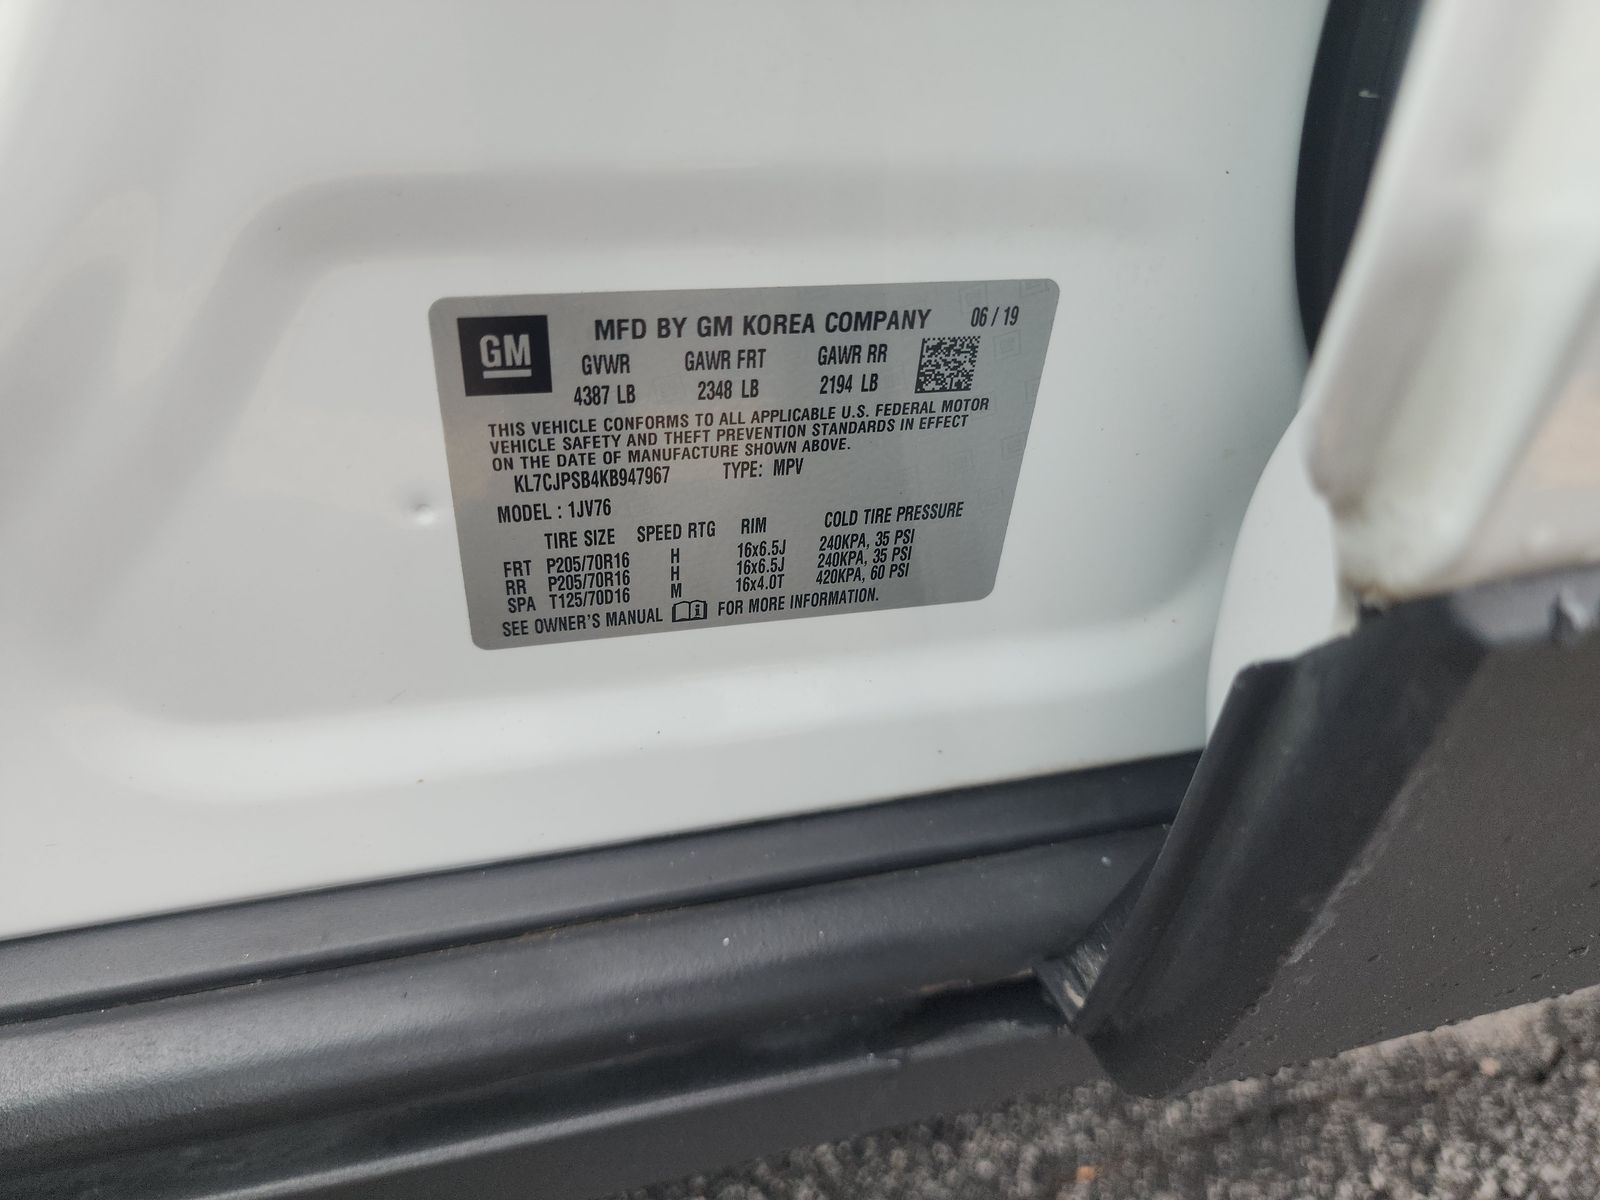 GM
MFD BY GM KOREA COMPANY 06 / 19
GVWR GAWR FRT GAWR RR
4387 LB 2348 LB 2194 LB
THIS VEHICLE CONFORMS TO ALL APPLICABLE U.S. FEDERAL MOTOR
VEHICLE SAFETY AND THEFT PREVENTION STANDARDS IN EFFECT
ON THE DATE OF MANUFACTURE SHOWN ABOVE.
KL7CJPSB4KB947967 TYPE: MPV
MODEL : 1JV76
TIRE SIZE SPEED RTG RIM COLD TIRE PRESSURE
FRT P205/70R16 H 16x6.5J 240KPA, 35 PSI
RR P205/70R16 H 16x6.5J 240KPA, 35 PSI
SPA T125/70D16 M 16x4.0T 420KPA, 60 PSI
SEE OWNER'S MANUAL FOR MORE INFORMATION.